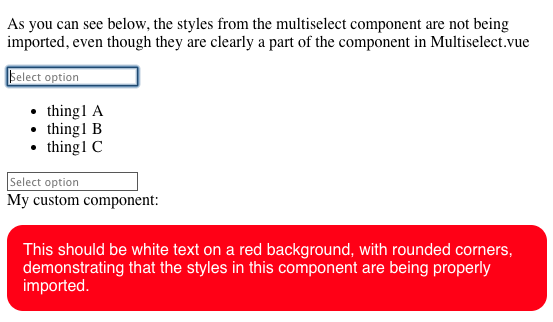 As you can see below, the styles from the multiselect component are not being
imported, even though they are clearly a part of the component in Multiselect.vue
Select option
thing1 A
thing1 B
thing1 C
Select option
My custom component:
This should be white text on a red background, with rounded corners,
demonstrating that the styles in this component are being properly
imported.